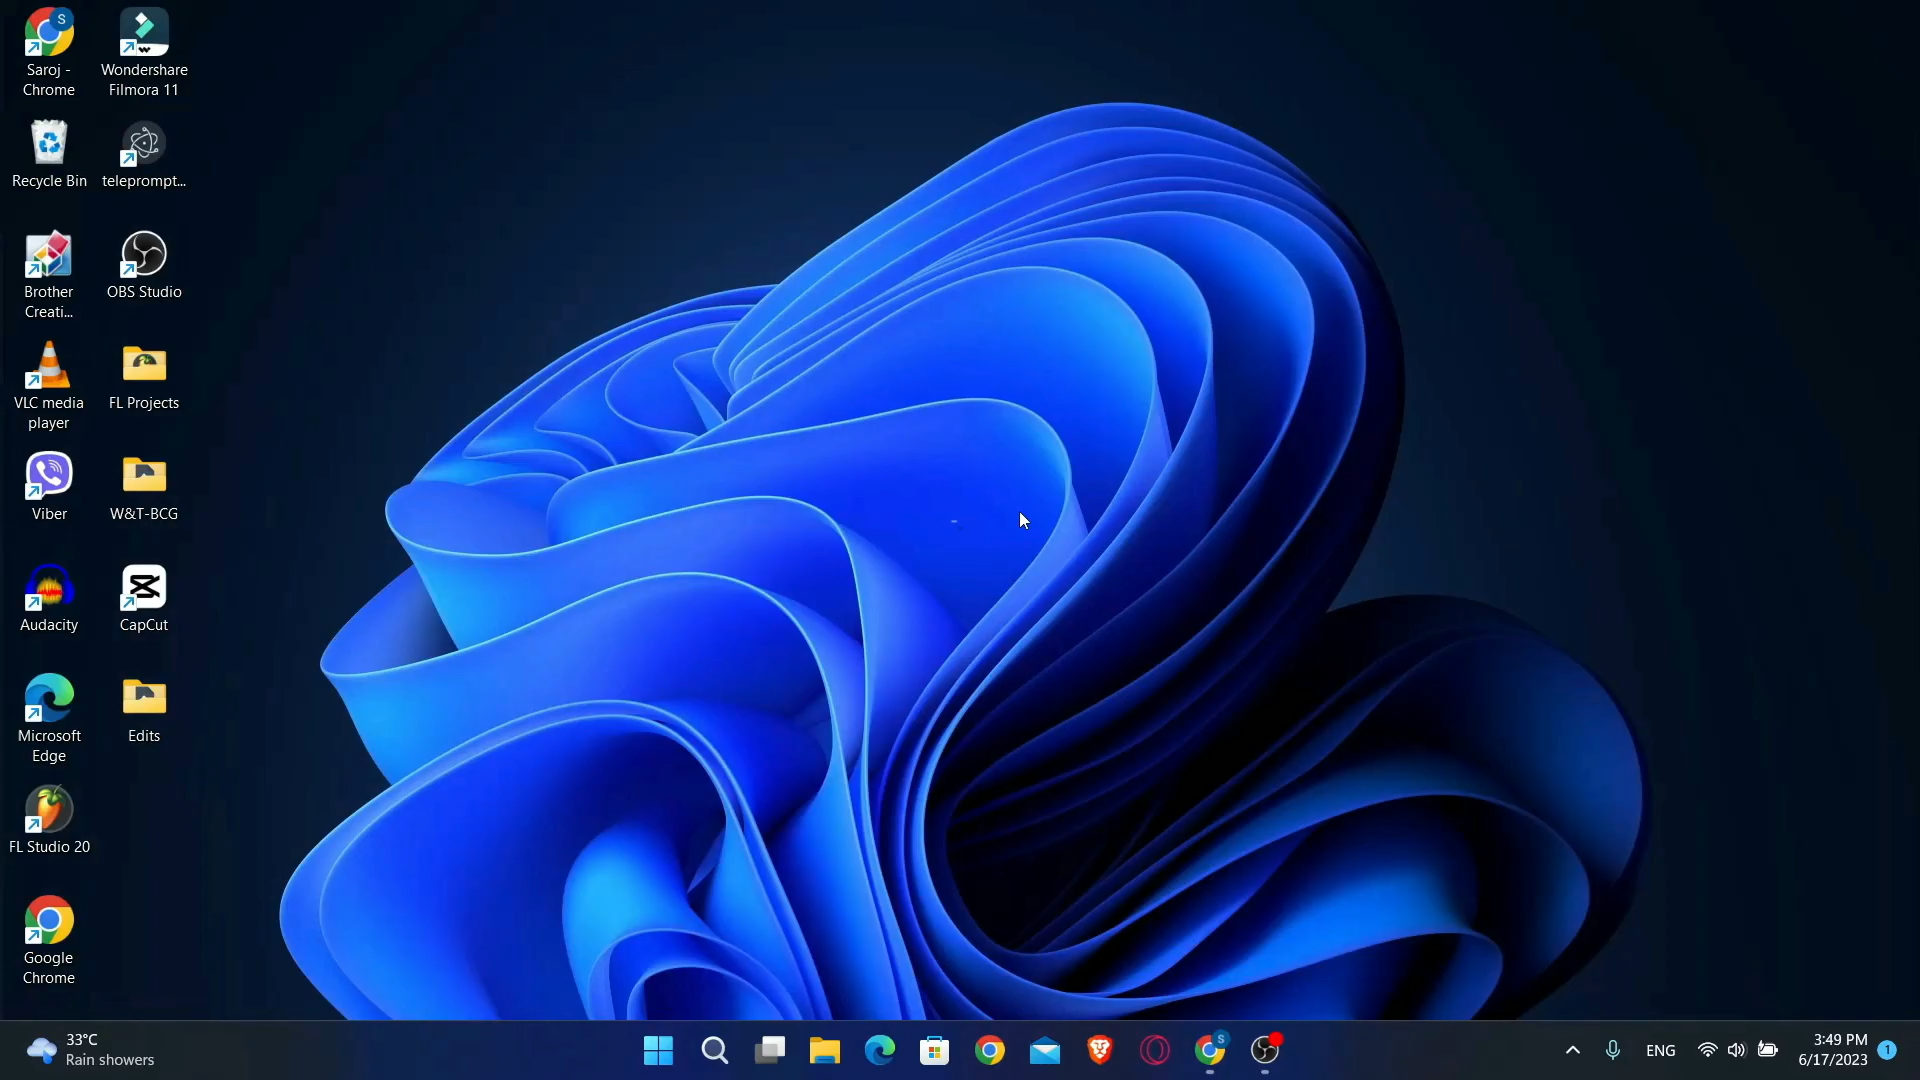 Saroj -
Chrome
Wondershare
Filmora 11
Recycle Bin
teleprompt...
Brother
Creati...
OBS Studio
VLC media
player
FL Projects
Viber
W&T-BCG
Audacity
CapCut
Microsoft
Edge
Edits
FL Studio 20
Google
Chrome
33°C
Rain showers
S
S
ENG
3:49 PM
6/17/2023
1